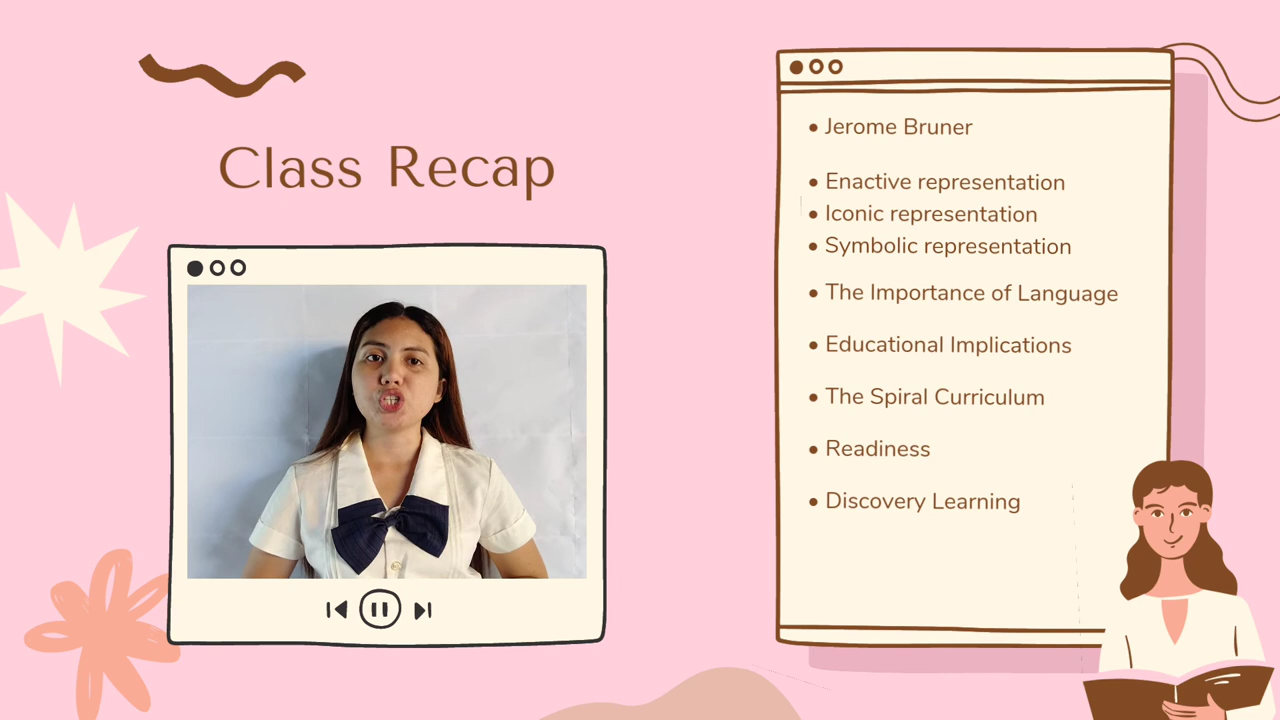 Class Recap
• Jerome Bruner
• Enactive representation
• Iconic representation
• Symbolic representation
• The Importance of Language
• Educational Implications
• The Spiral Curriculum
• Readiness
• Discovery Learning